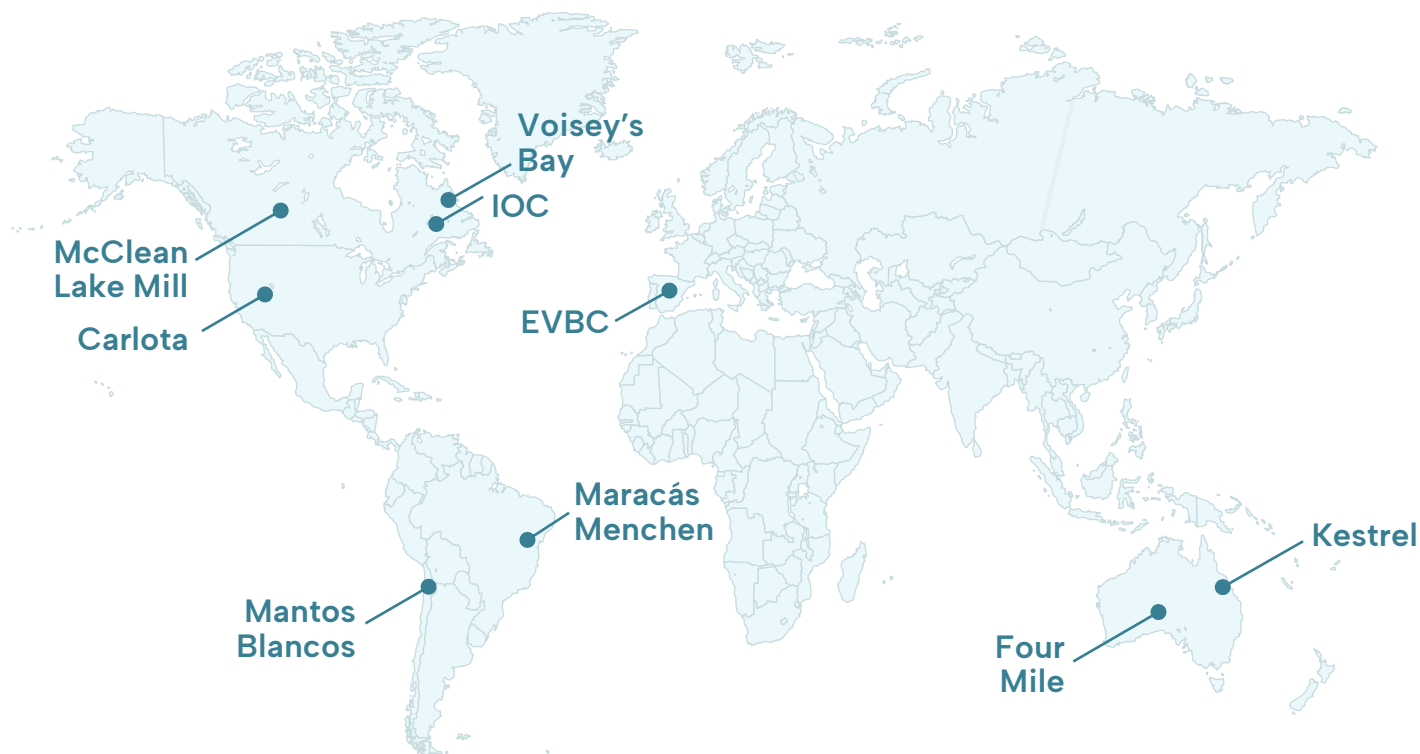 Voisey’s
Bay
IOC
McClean
Lake Mill
Carlota
EVBC
Maracás
Menchen
Kestrel
Mantos
Blancos
Four
Mile